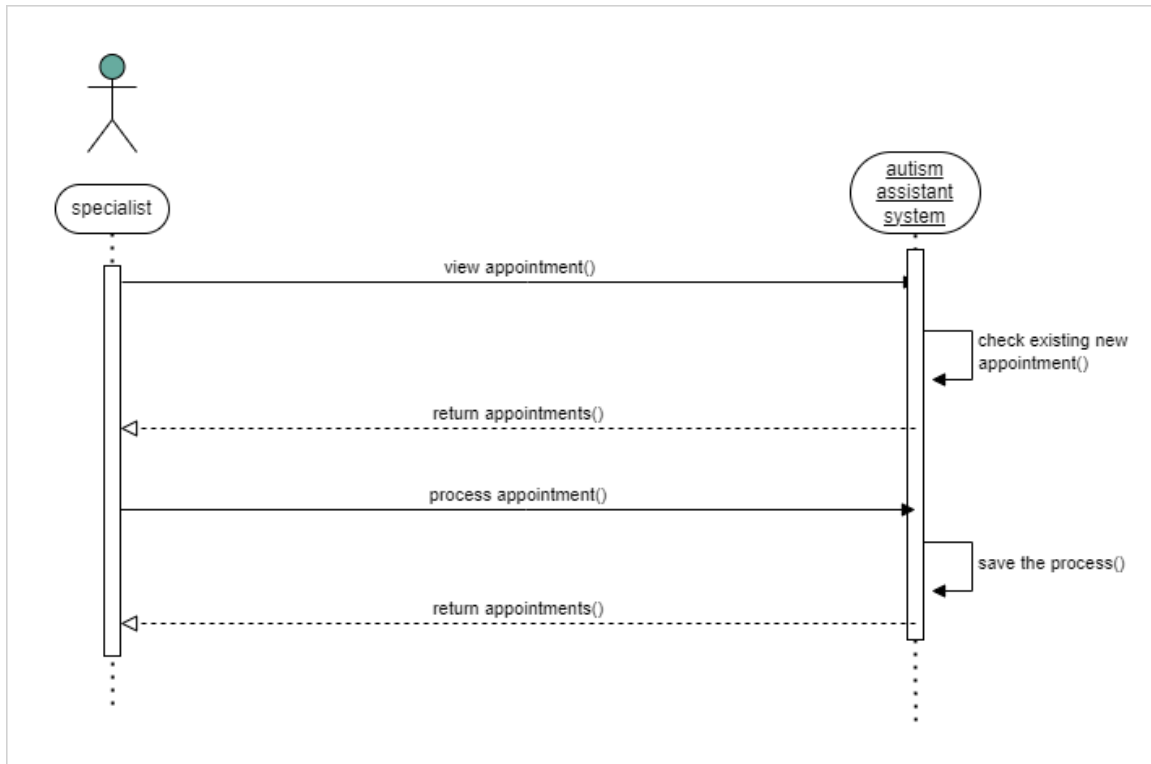 specialist
autism
assistant
system
view appointment()
check existing new
appointment()
return appointments()
process appointment()
save the process()
return appointments()